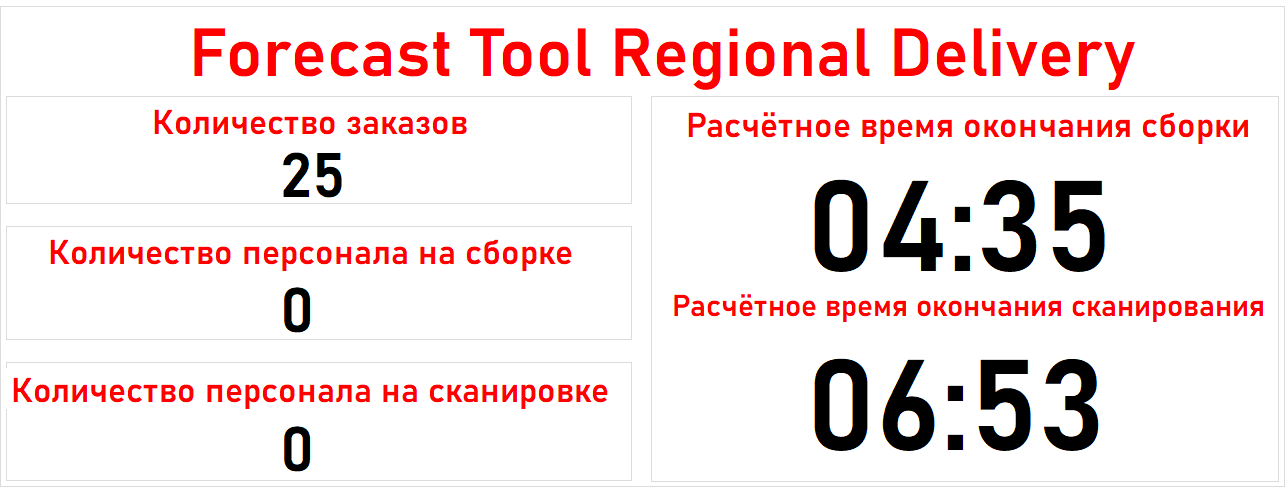 Forecast Tool Regional Delivery
Количество заказов
25
Количество персонала на сборке
0
Количество персонала на сканировке
0
Расчётное время окончания сборки
04:35
Расчётное время окончания сканирования
06:53